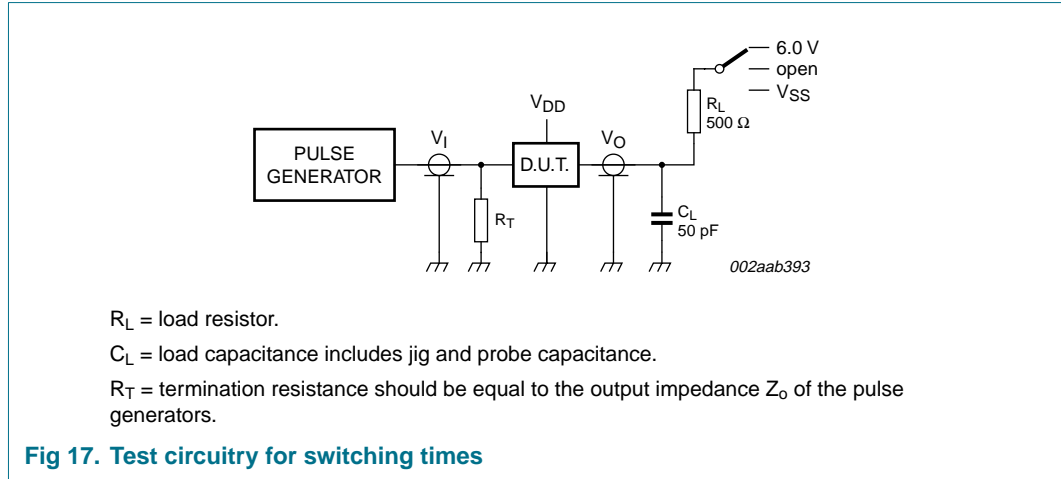 6.0 V
open
VSS
RL
500 Ω
VDD
VI
VO
PULSE
GENERATOR
D.U.T.
RT
CL
50 pF
002aab393
RL = load resistor.
CL = load capacitance includes jig and probe capacitance.
RT = termination resistance should be equal to the output impedance Zo of the pulse
generators.
Fig 17. Test circuitry for switching times